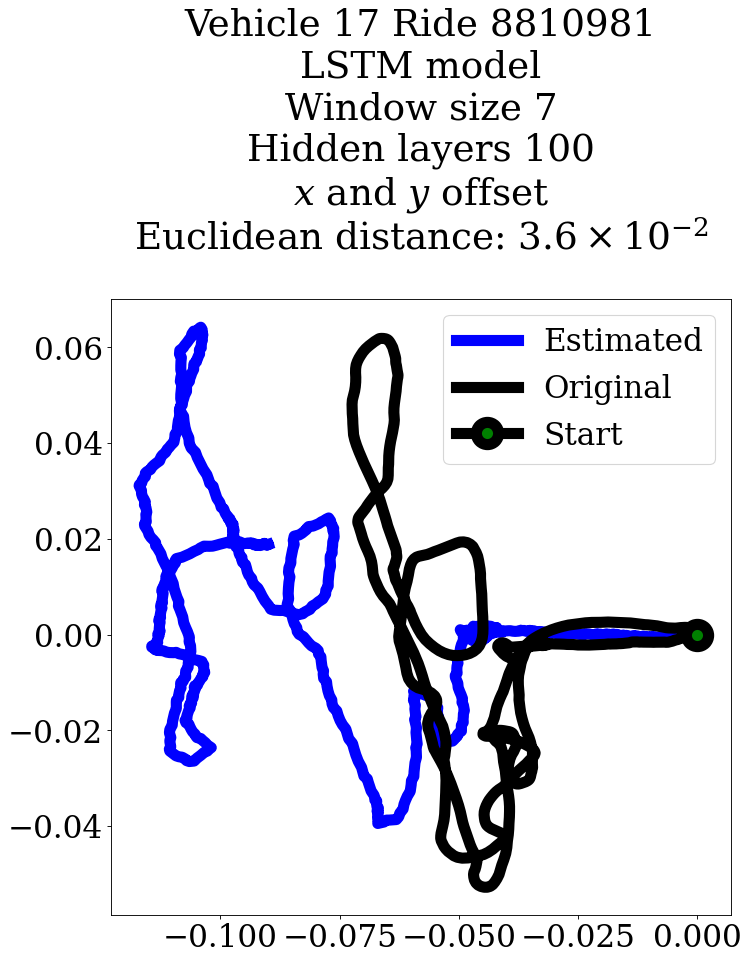 Vehicle 17 Ride 8810981
LSTM model
Window size 7
Hidden layers 100
x and y offset
Euclidean distance: 3.6 × 10⁻²
Estimated
Original
Start
0.06
0.04
0.02
0.00
−0.02
−0.04
−0.100 −0.075 −0.050 −0.025 0.000